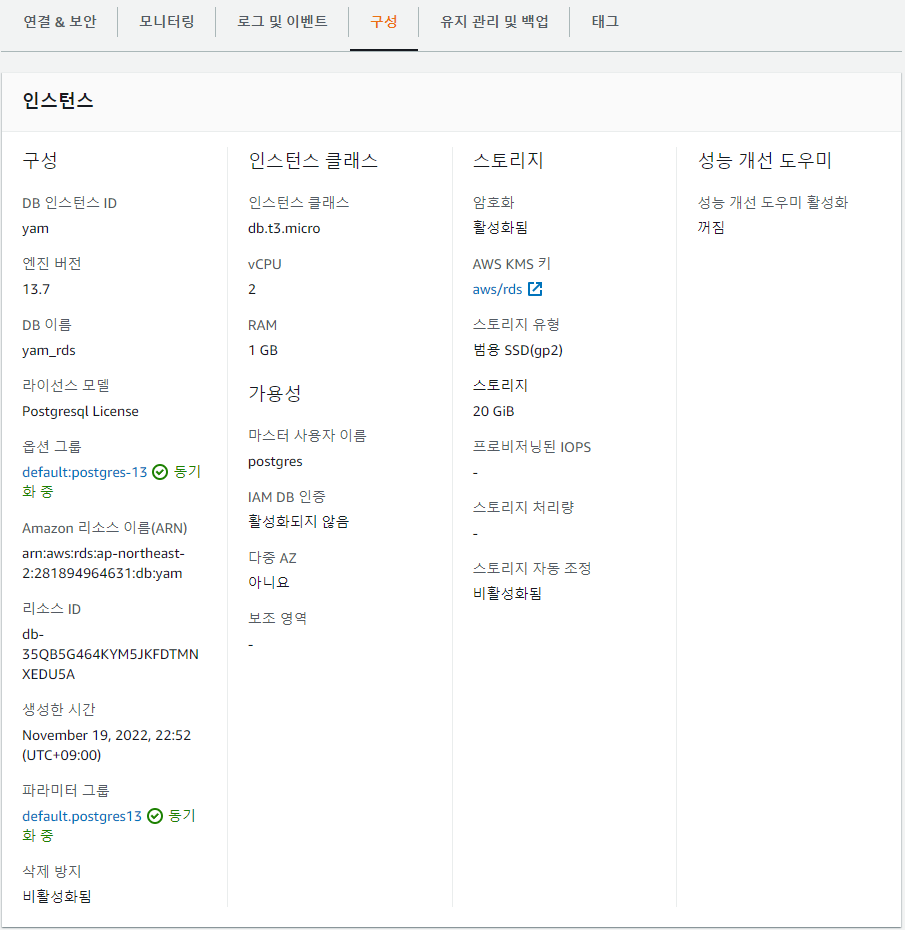 연결 & 보안
모니터링
로그 및 이벤트
구성
유지 관리 및 백업
태그
인스턴스
구성
DB 인스턴스 ID
yam
엔진 버전
13.7
DB 이름
yam_rds
라이선스 모델
Postgresql License
옵션 그룹
default:postgres-13 동기
화 중
Amazon 리소스 이름(ARN)
arn:aws:rds:ap-northeast-
2:281894964631:db:yam
리소스 ID
db-
35QB5G464KYM5JKFDTMN
XEDU5A
생성한 시간
November 19, 2022, 22:52
(UTC+09:00)
파라미터 그룹
default.postgres13 동기
화 중
삭제 방지
비활성화됨
인스턴스 클래스
인스턴스 클래스
db.t3.micro
vCPU
2
RAM
1 GB
가용성
마스터 사용자 이름
postgres
IAM DB 인증
활성화되지 않음
다중 AZ
아니요
보조 영역
-
스토리지
암호화
활성화됨
AWS KMS 키
aws/rds
스토리지 유형
범용 SSD(gp2)
스토리지
20 GiB
프로비저닝된 IOPS
-
스토리지 처리량
-
스토리지 자동 조정
비활성화됨
성능 개선 도우미
성능 개선 도우미 활성화
꺼짐